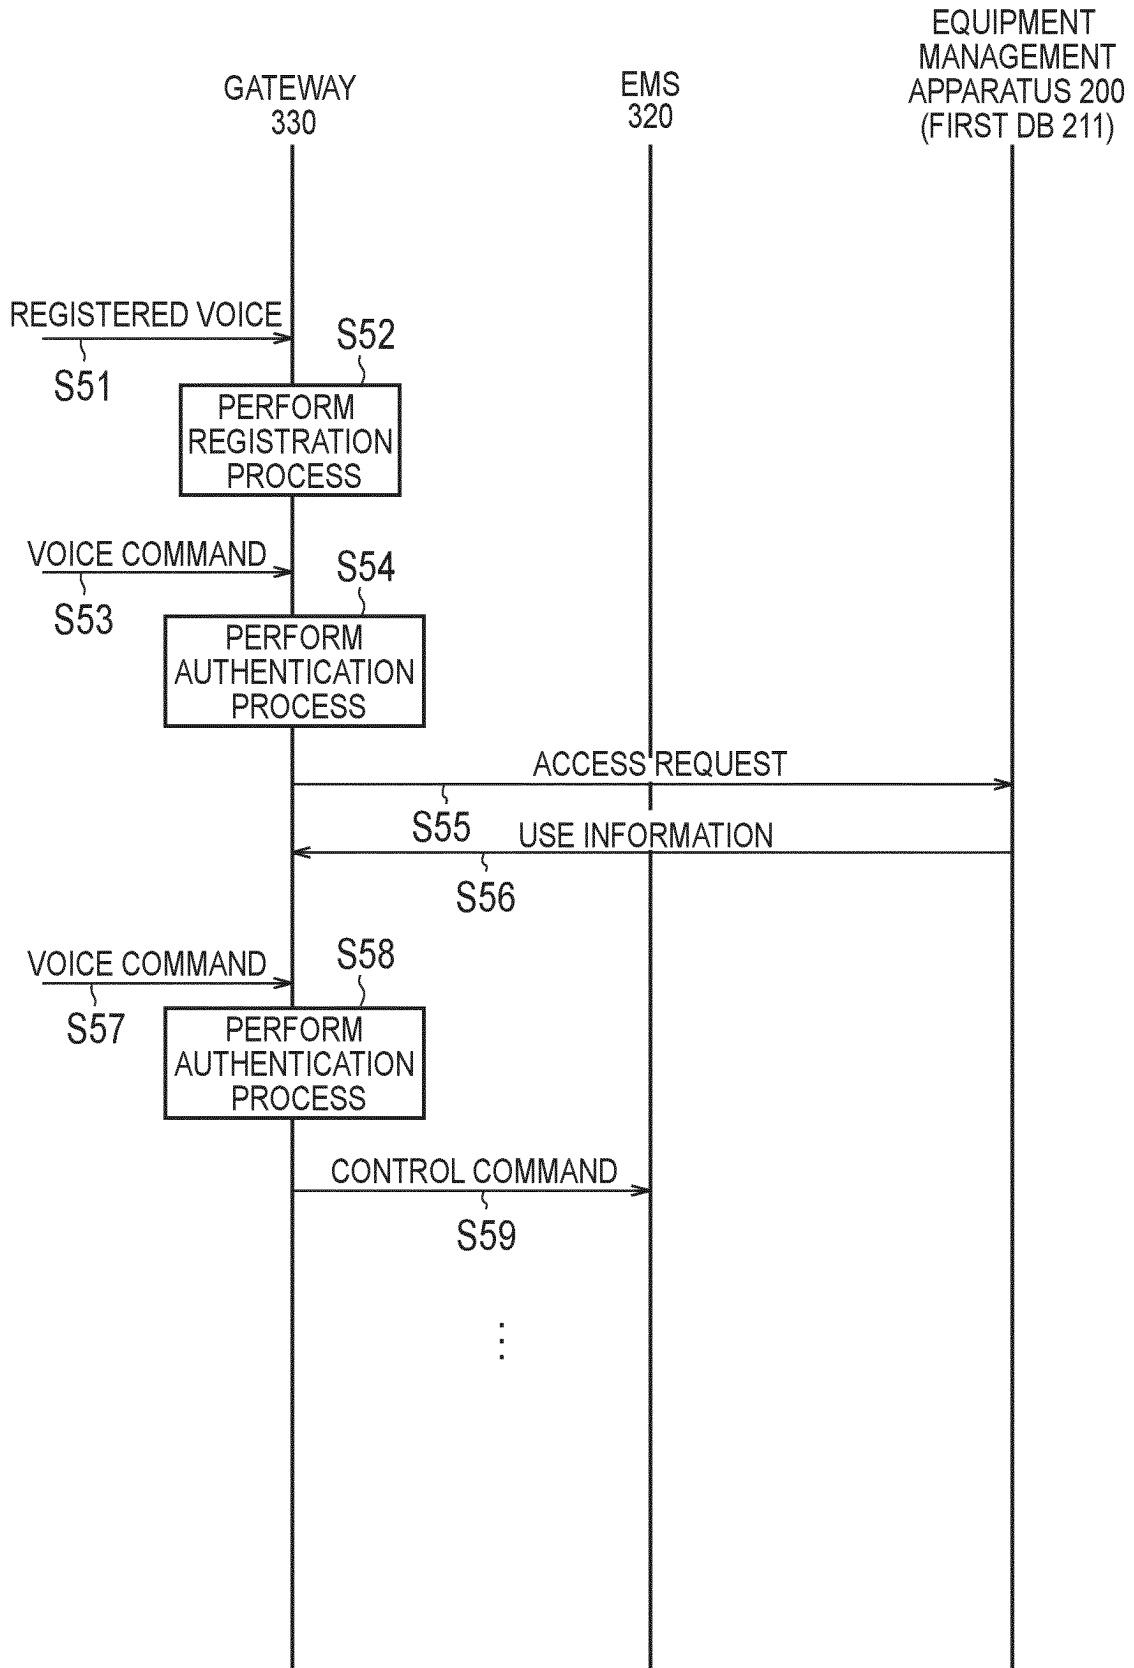 GATEWAY
330
EMS
320
EQUIPMENT
MANAGEMENT
APPARATUS 200
(FIRST DB 211)
REGISTERED VOICE
S51
S52
PERFORM
REGISTRATION
PROCESS
VOICE COMMAND
S53
S54
PERFORM
AUTHENTICATION
PROCESS
ACCESS REQUEST
S55
USE INFORMATION
S56
VOICE COMMAND
S57
S58
PERFORM
AUTHENTICATION
PROCESS
CONTROL COMMAND
S59